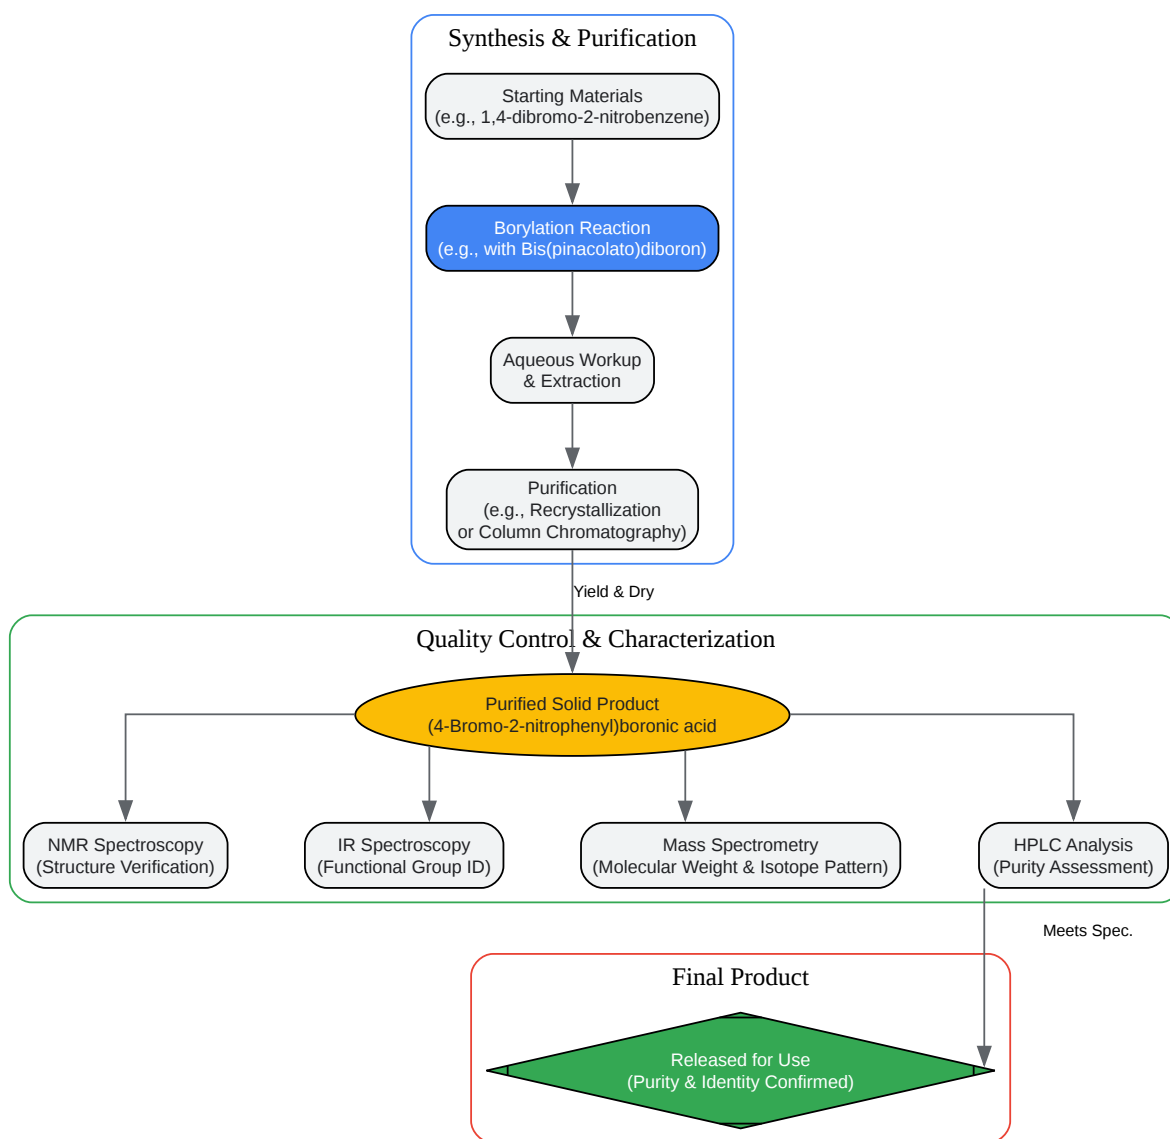 Synthesis & Purification
Starting Materials
(e.g., 1,4-dibromo-2-nitrobenzene)
Borylation Reaction
(e.g., with Bis(pinacolato)diboron)
Aqueous Workup
& Extraction
Purification
(e.g., Recrystallization
or Column Chromatography)
Yield & Dry
Quality Control & Characterization
Purified Solid Product
(4-Bromo-2-nitrophenyl)boronic acid
NMR Spectroscopy
(Structure Verification)
IR Spectroscopy
(Functional Group ID)
Mass Spectrometry
(Molecular Weight & Isotope Pattern)
HPLC Analysis
(Purity Assessment)
Meets Spec.
Final Product
Released for Use
(Purity & Identity Confirmed)